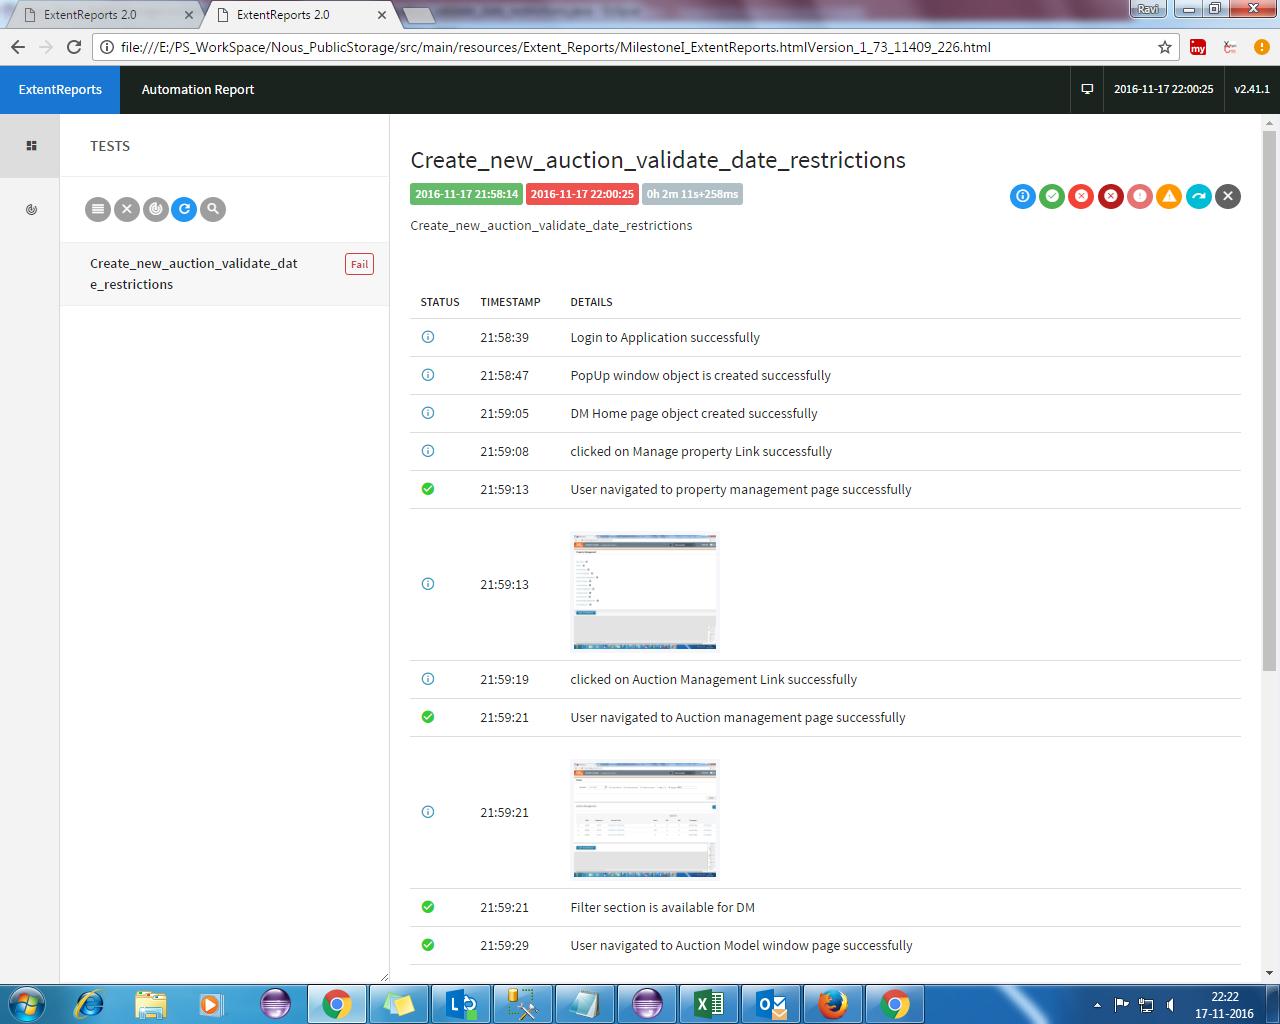 ExtentReports 2.0
ExtentReports 2.0
Ravi
file:///E:/PS_WorkSpace/Nous_PublicStorage/src/main/resources/Extent_Reports/MilestoneI_ExtentReports.htmlVersion_1_73_11409_226.html
ExtentReports
Automation Report
2016-11-17 22:00:25
v2.41.1
TESTS
Create_new_auction_validate_dat
e_restrictions
Fail
Create_new_auction_validate_date_restrictions
2016-11-17 21:58:14
2016-11-17 22:00:25
0h 2m 11s+258ms
Create_new_auction_validate_date_restrictions
STATUS TIMESTAMP DETAILS
21:58:39 Login to Application successfully
21:58:47 PopUp window object is created successfully
21:59:05 DM Home page object created successfully
21:59:08 clicked on Manage property Link successfully
21:59:13 User navigated to property management page successfully
21:59:13
21:59:19 clicked on Auction Management Link successfully
21:59:21 User navigated to Auction management page successfully
21:59:21
21:59:21 Filter section is available for DM
21:59:29 User navigated to Auction Model window page successfully
22:22
17-11-2016